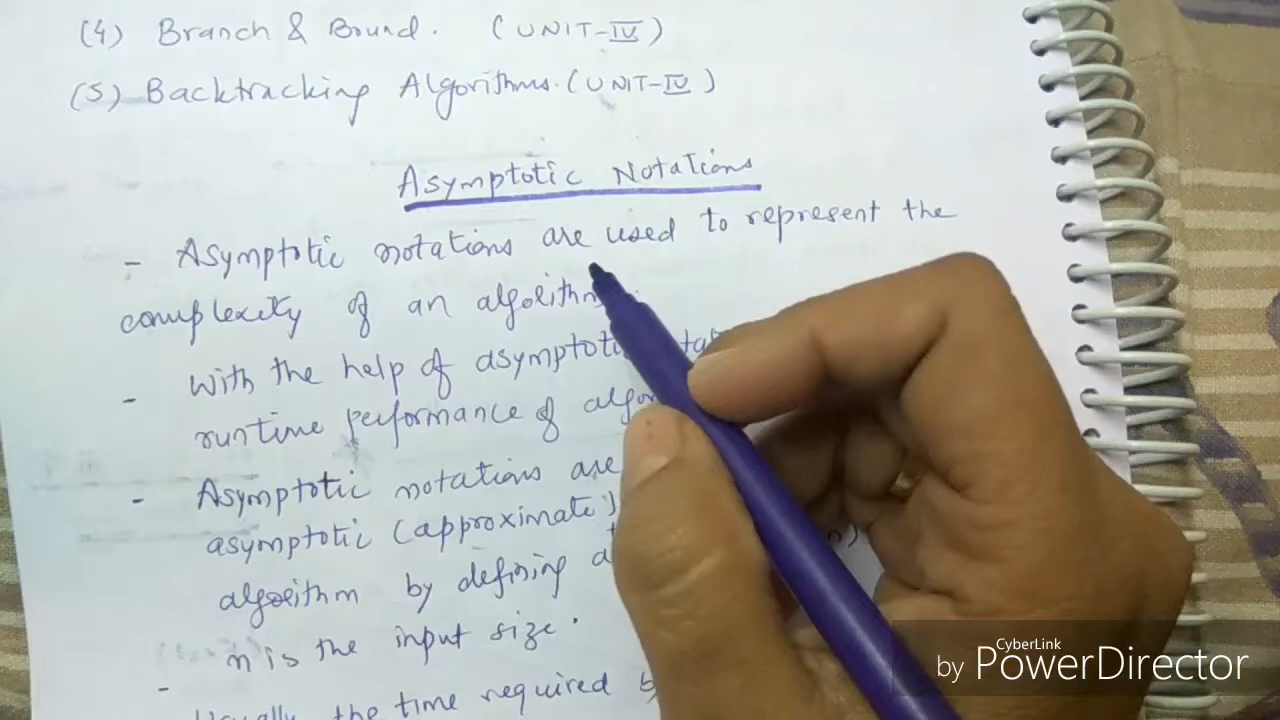 (4) Branch & Bound. (UNIT-IV)
(5) Backtracking Algorithms. (UNIT-IV)
Asymptotic Notations
- Asymptotic notations are used to represent the
complexity of an algorithm.
- With the help of asymptotic
runtime performance of
- Asymptotic notations are
asymptotic (approximate)
algorithm by defining
n is the input size.
- Usually the time required
CyberLink
by PowerDirector